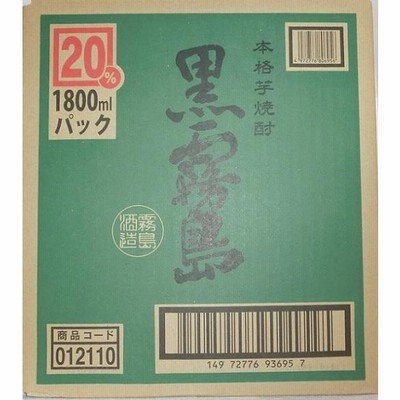 20%
1800ml
パック
本格芋焼酎
黒霧島
霧島
酒造
商品コード
012110
149 72776 93695 7